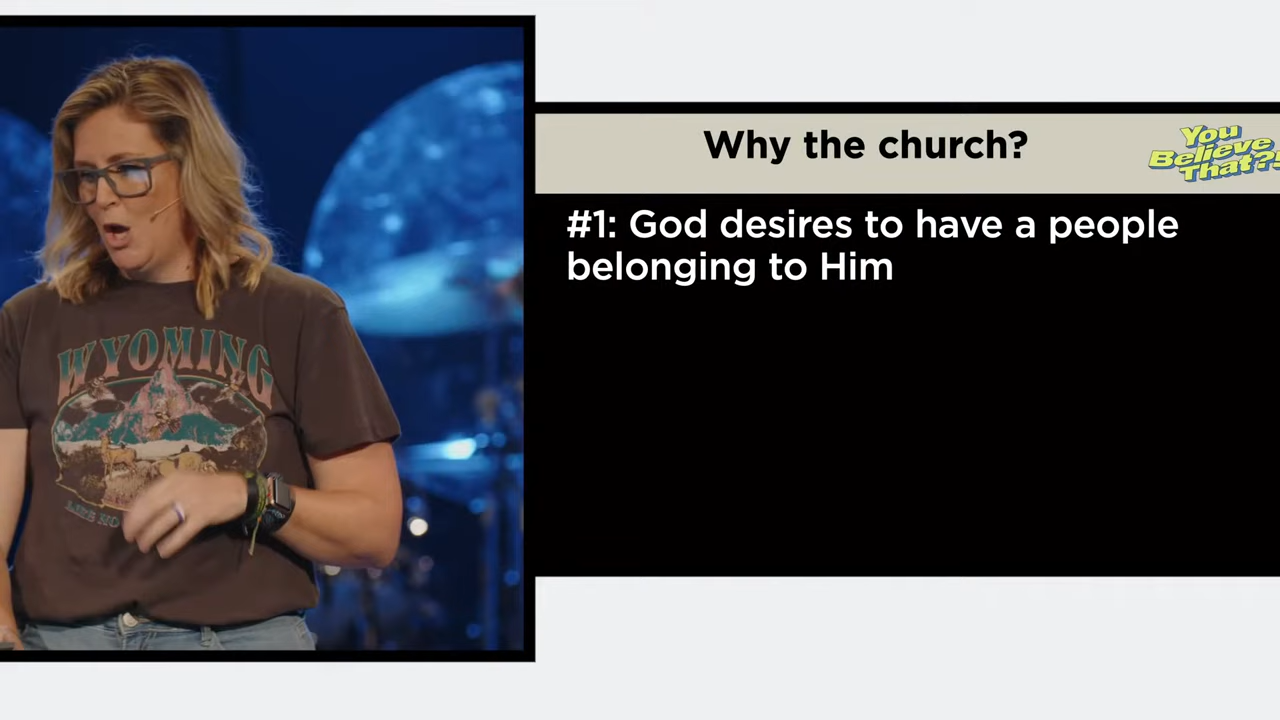 Why the church?
You
Believe
That?!
#1: God desires to have a people
belonging to Him
WYOMING